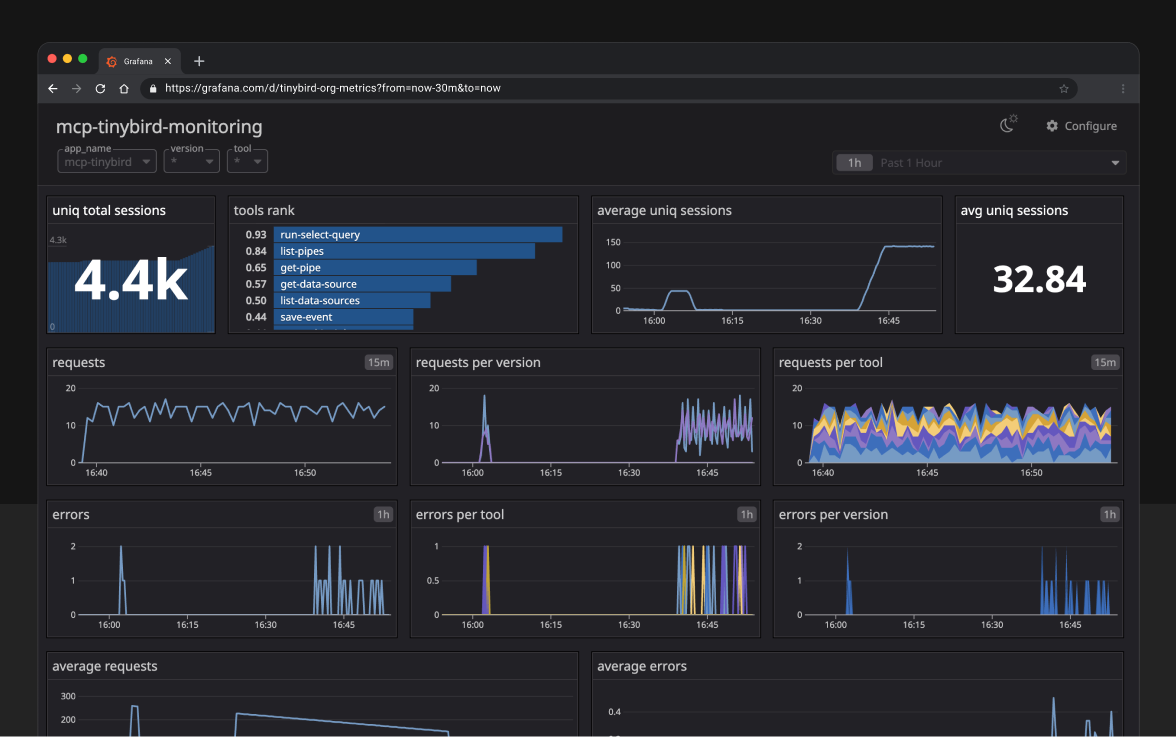 Grafana
https://grafana.com/d/tinybird-org-metrics?from=now-30m&to=now
mcp-tinybird-monitoring
Configure
app_name version tool
mcp-tinybird * *
1h Past 1 Hour
uniq total sessions
4.3k
4.4k
0
tools rank
0.93 run-select-query
0.84 list-pipes
0.65 get-pipe
0.57 get-data-source
0.50 list-data-sources
0.44 save-event
average uniq sessions
150
100
50
0
16:00 16:15 16:30 16:45
avg uniq sessions
32.84
requests 15m
20
10
0
16:40 16:45 16:50
requests per version
20
10
0
16:00 16:15 16:30 16:45
requests per tool 15m
20
10
0
16:40 16:45 16:50
errors 1h
2
1
0
16:00 16:15 16:30 16:45
errors per tool 1h
1
0.5
0
16:00 16:15 16:30 16:45
errors per version 1h
2
1
0
16:00 16:15 16:30 16:45
average requests
300
200
average errors
0.4